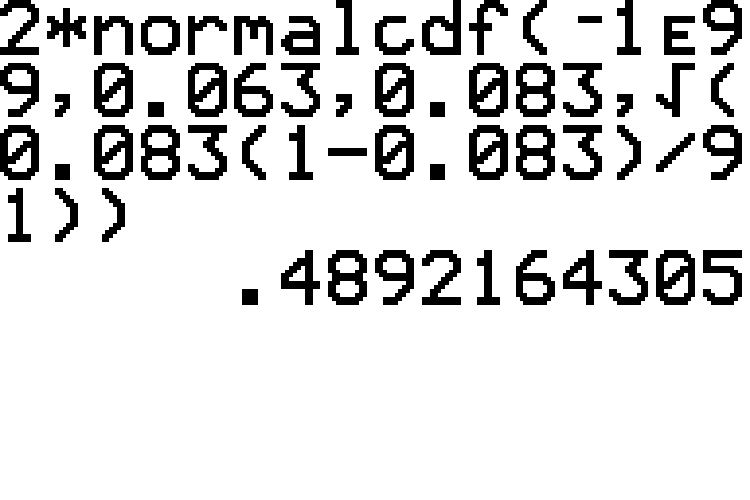 2*normalcdf(⁻1ᴇ9
9,0.063,0.083,√(
0.083(1-0.083)/9
1))
.4892164305